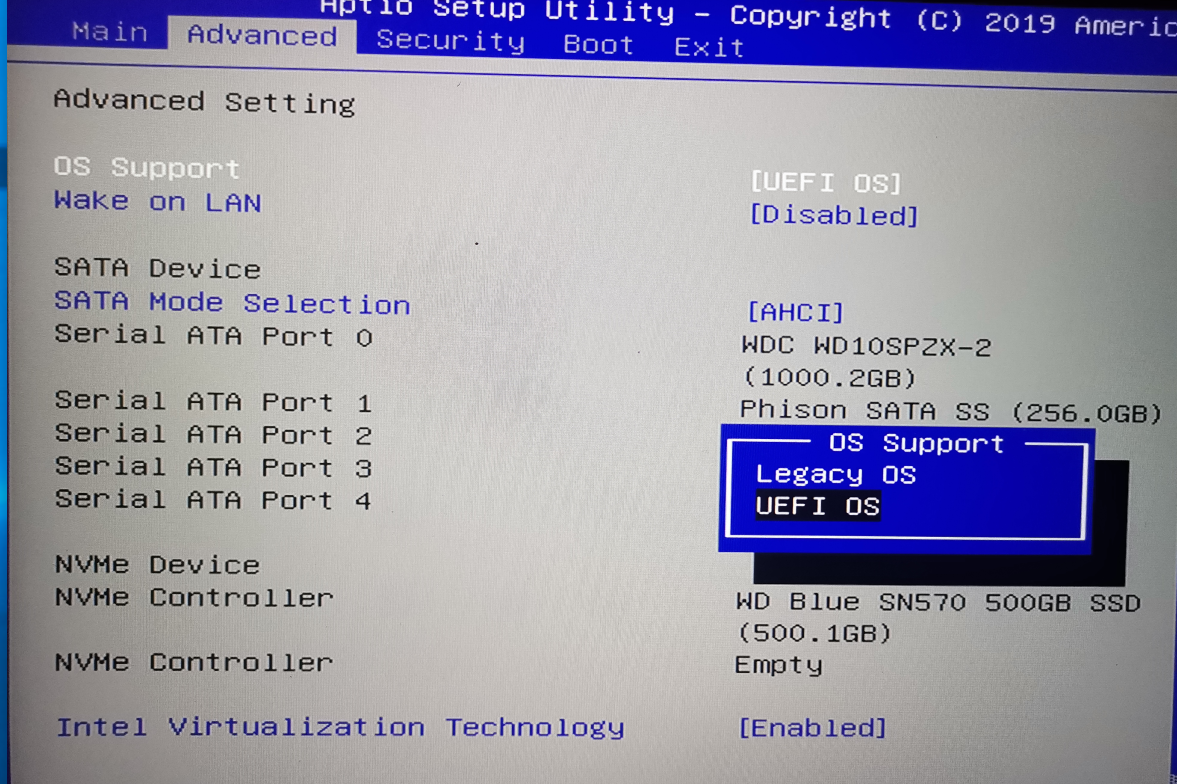 Aptio Setup Utility - Copyright (C) 2019 Americ
Main Advanced Security Boot Exit
Advanced Setting
OS Support [UEFI OS]
Wake on LAN [Disabled]
SATA Device
SATA Mode Selection [AHCI]
Serial ATA Port 0 WDC WD10SPZX-2
(1000.2GB)
Serial ATA Port 1 Phison SATA SS (256.0GB)
Serial ATA Port 2
Serial ATA Port 3
Serial ATA Port 4
OS Support
Legacy OS
UEFI OS
NVMe Device
NVMe Controller WD Blue SN570 500GB SSD
(500.1GB)
NVMe Controller Empty
Intel Virtualization Technology [Enabled]